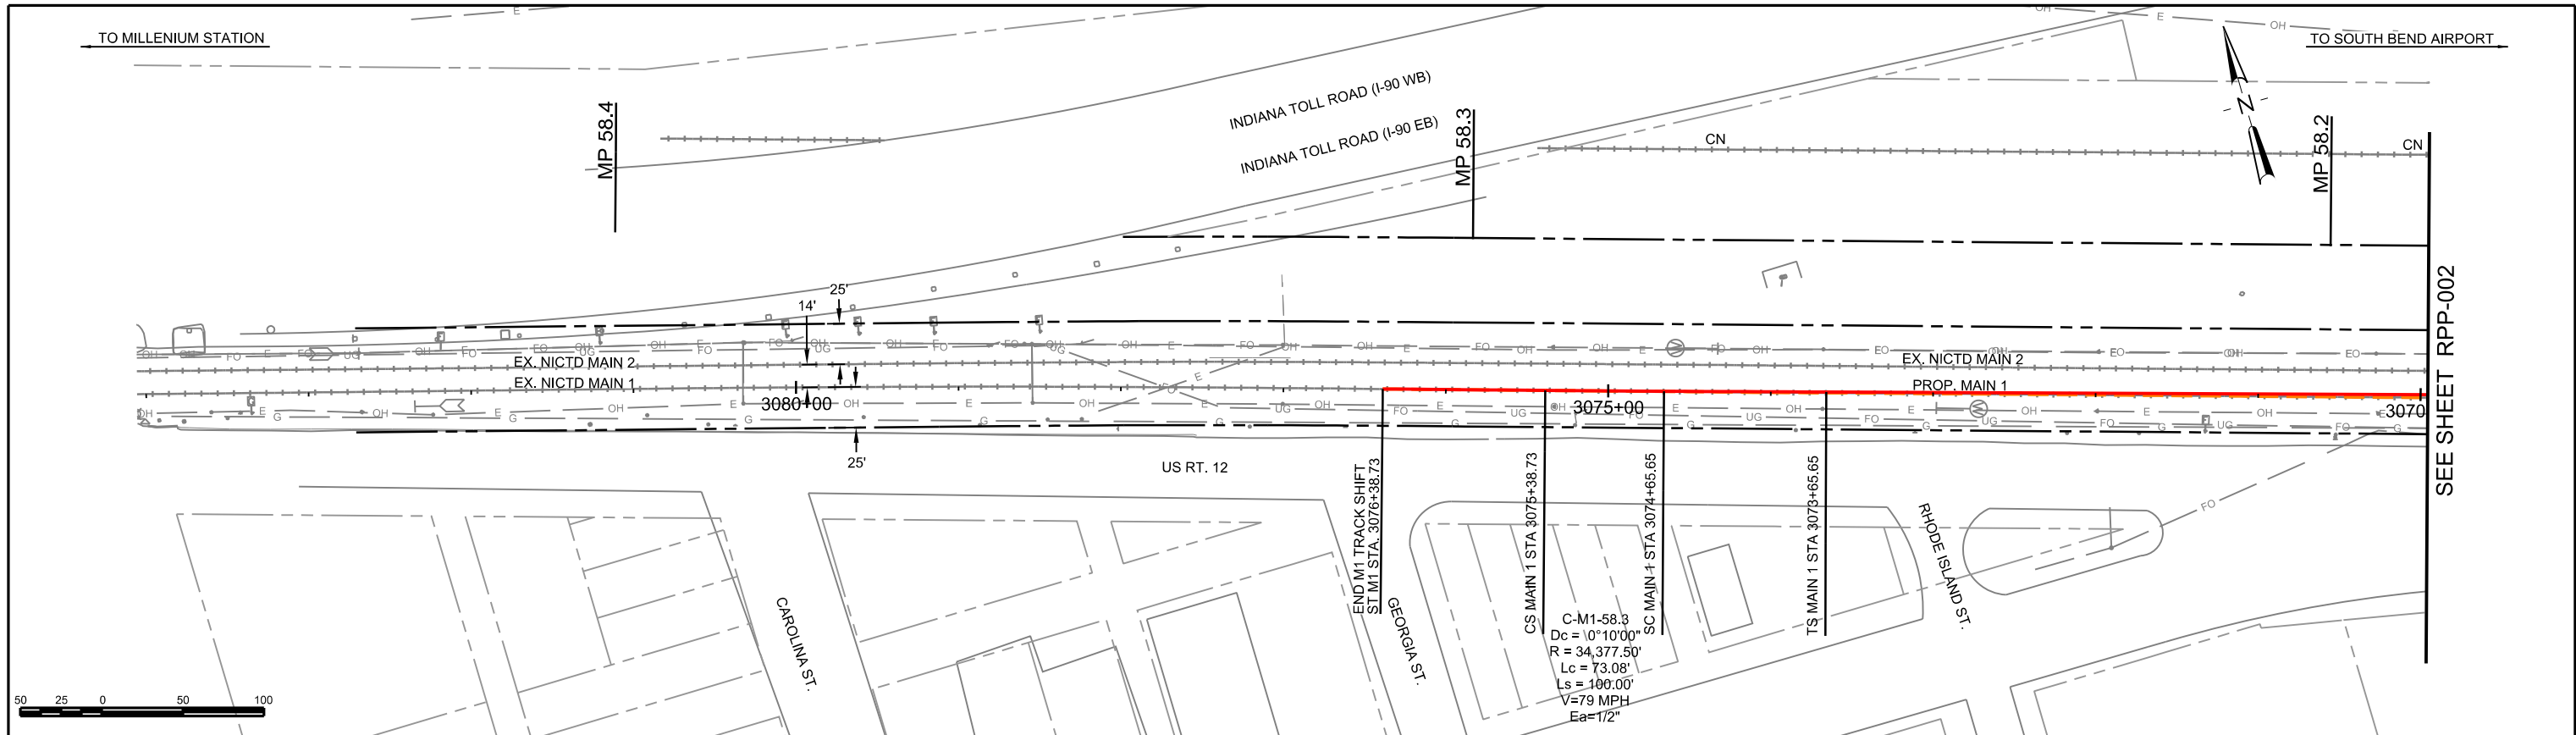 TO MILLENIUM STATION
TO SOUTH BEND AIRPORT
N
MP 58.4
MP 58.3
MP 58.2
INDIANA TOLL ROAD (I-90 WB)
INDIANA TOLL ROAD (I-90 EB)
CN
CN
14'
25'
EX. NICTD MAIN 2
EX. NICTD MAIN 1
EX. NICTD MAIN 2
PROP. MAIN 1
3080+00
3075+00
3070
25'
US RT. 12
SEE SHEET RPP-002
END M1 TRACK SHIFT
ST M1 STA. 3076+38.73
CS MAIN 1 STA 3075+38.73
SC MAIN 1 STA 3074+65.65
TS MAIN 1 STA 3073+65.65
CAROLINA ST.
GEORGIA ST.
RHODE ISLAND ST.
C-M1-58.3
Dc = 0°10'00"
R = 34,377.50'
Lc = 73.08'
Ls = 100.00'
V=79 MPH
Ea=1/2"
50 25 0 50 100